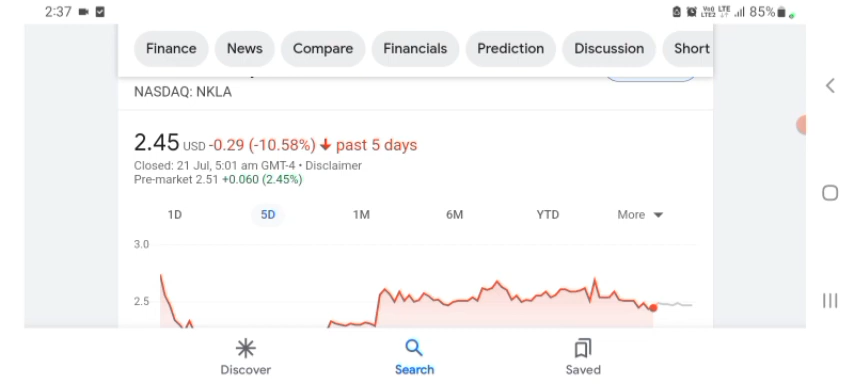 2:37
VoLTE2 LTE 85%
Finance News Compare Financials Prediction Discussion Short
NASDAQ: NKLA
2.45 USD -0.29 (-10.58%) ↓ past 5 days
Closed: 21 Jul, 5:01 am GMT-4 • Disclaimer
Pre-market 2.51 +0.060 (2.45%)
1D 5D 1M 6M YTD More
3.0
2.5
Discover Search Saved